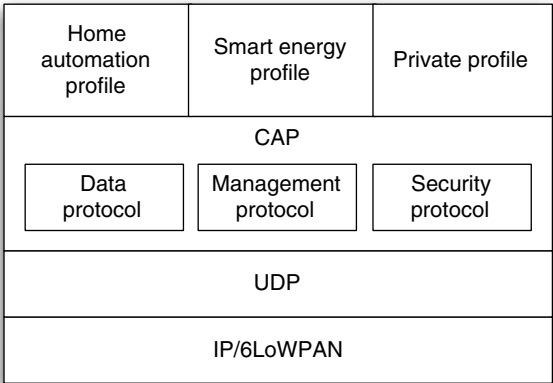 Home
automation
profile
Smart energy
profile
Private profile
CAP
Data
protocol
Management
protocol
Security
protocol
UDP
IP/6LoWPAN